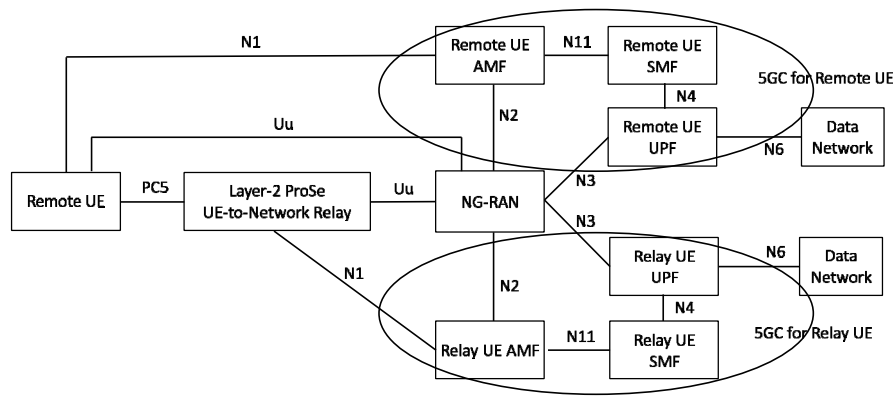 N1
Remote UE
AMF
N11
Remote UE
SMF
5GC for Remote UE
N4
N2
Uu
Remote UE
UPF
N6
Data
Network
N3
Remote UE
PC5
Layer-2 ProSe
UE-to-Network Relay
Uu
NG-RAN
N3
N1
N2
Relay UE
UPF
N6
Data
Network
N4
5GC for Relay UE
Relay UE AMF
N11
Relay UE
SMF